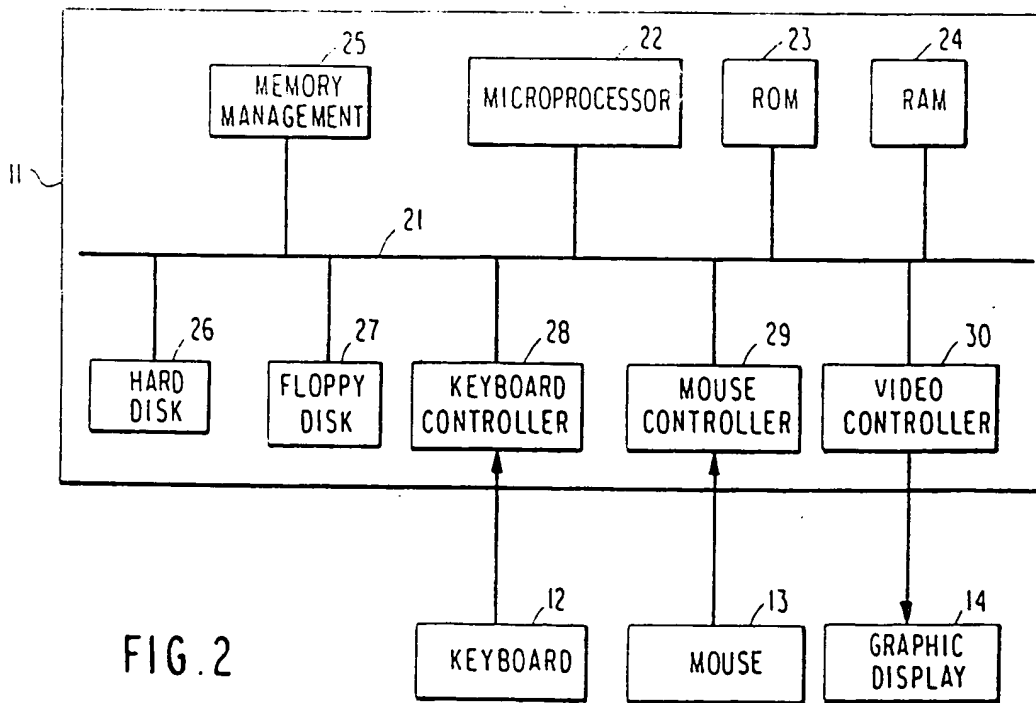 25
MEMORY
MANAGEMENT
22
MICROPROCESSOR
23
ROM
24
RAM
11
21
26
HARD
DISK
27
FLOPPY
DISK
28
KEYBOARD
CONTROLLER
29
MOUSE
CONTROLLER
30
VIDEO
CONTROLLER
12
KEYBOARD
13
MOUSE
14
GRAPHIC
DISPLAY
FIG.2